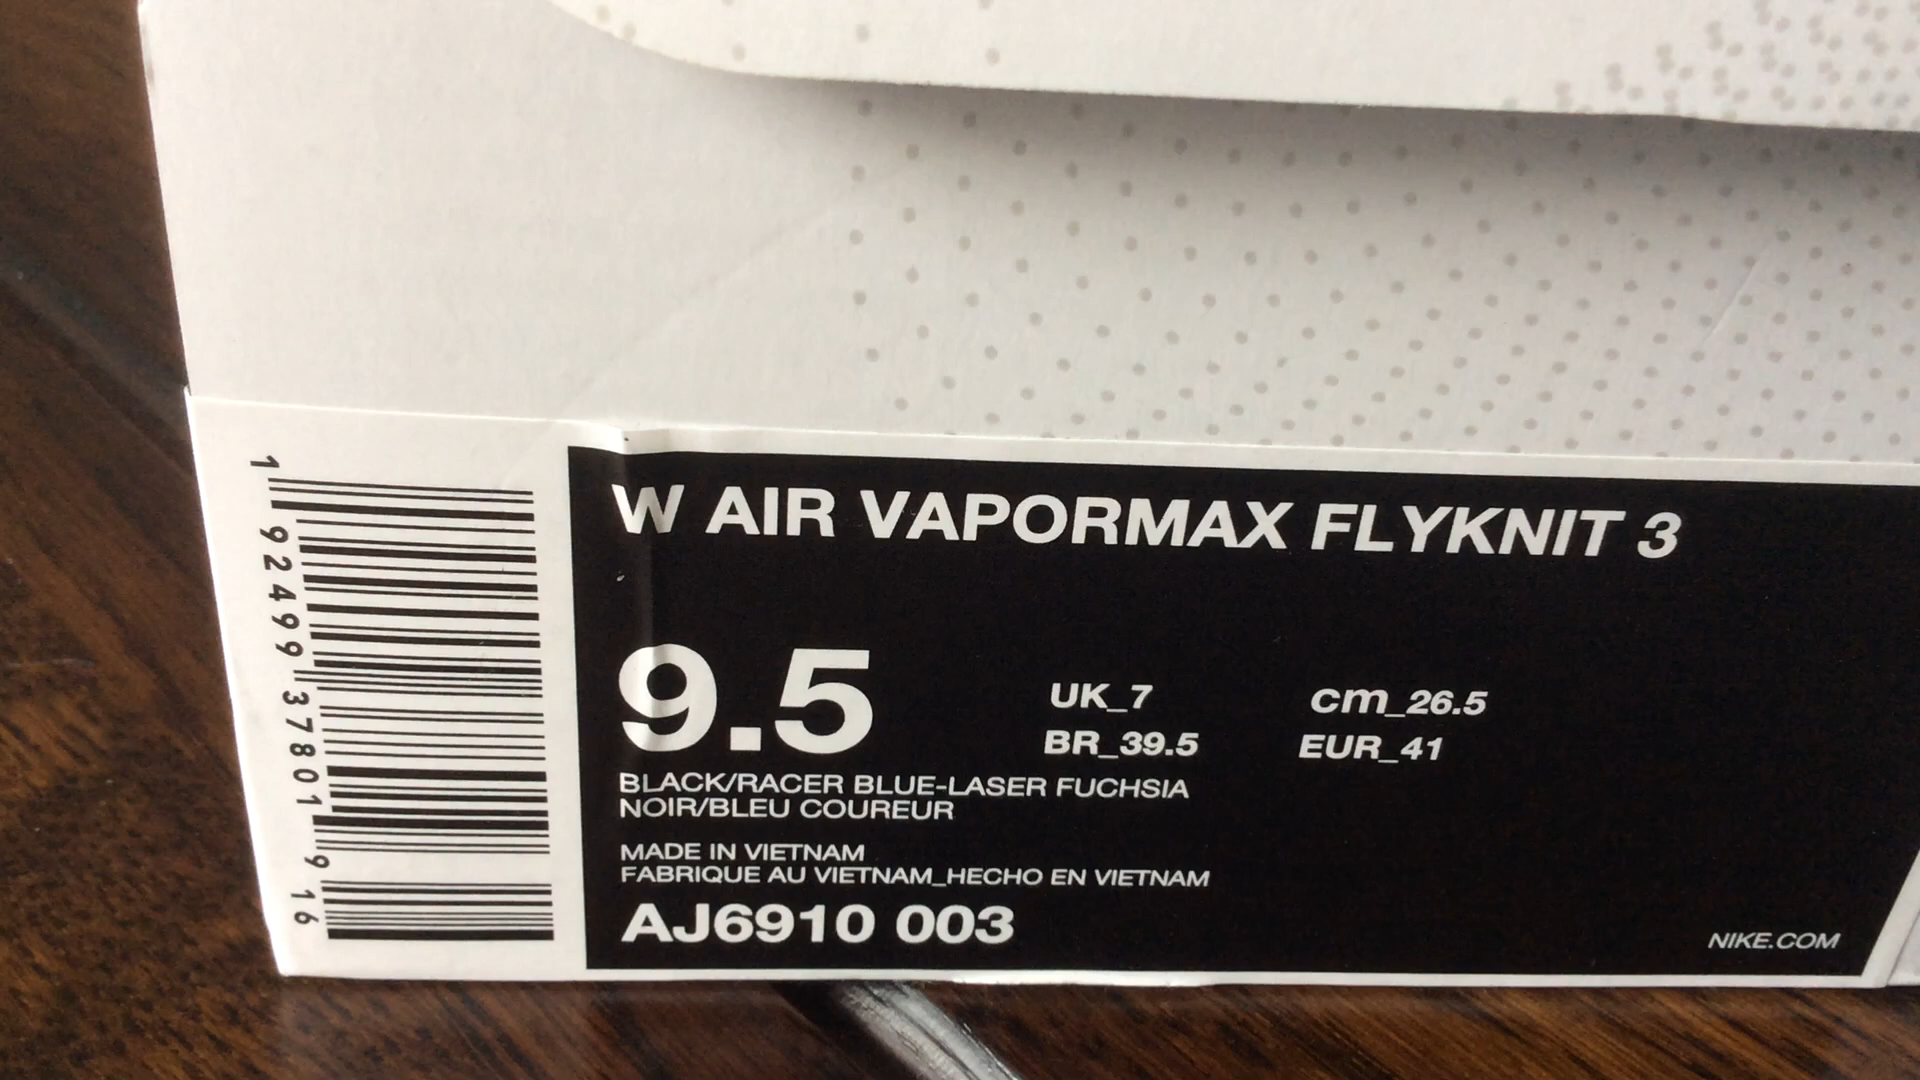 W AIR VAPORMAX FLYKNIT 3
9.5
UK_7 cm_26.5
BR_39.5 EUR_41
BLACK/RACER BLUE-LASER FUCHSIA
NOIR/BLEU COUREUR
MADE IN VIETNAM
FABRIQUE AU VIETNAM_HECHO EN VIETNAM
AJ6910 003
NIKE.COM
1 92499 37801 9 16